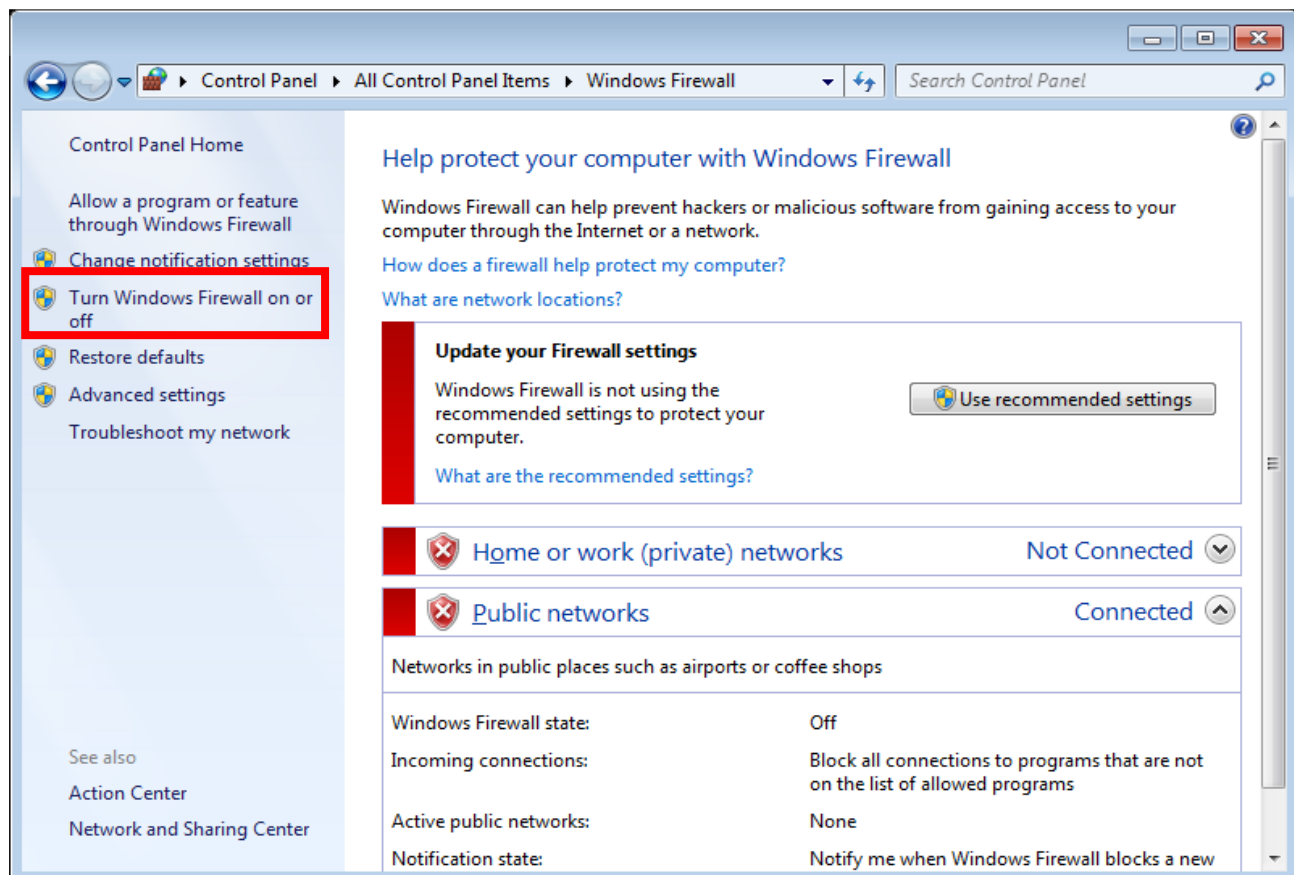 Control Panel ▸ All Control Panel Items ▸ Windows Firewall
Search Control Panel
Control Panel Home
Allow a program or feature
through Windows Firewall
Change notification settings
Turn Windows Firewall on or
off
Restore defaults
Advanced settings
Troubleshoot my network
See also
Action Center
Network and Sharing Center
Help protect your computer with Windows Firewall
Windows Firewall can help prevent hackers or malicious software from gaining access to your
computer through the Internet or a network.
How does a firewall help protect my computer?
What are network locations?
Update your Firewall settings
Windows Firewall is not using the
recommended settings to protect your
computer.
Use recommended settings
What are the recommended settings?
Home or work (private) networks Not Connected
Public networks Connected
Networks in public places such as airports or coffee shops
Windows Firewall state: Off
Incoming connections: Block all connections to programs that are not
on the list of allowed programs
Active public networks: None
Notification state: Notify me when Windows Firewall blocks a new